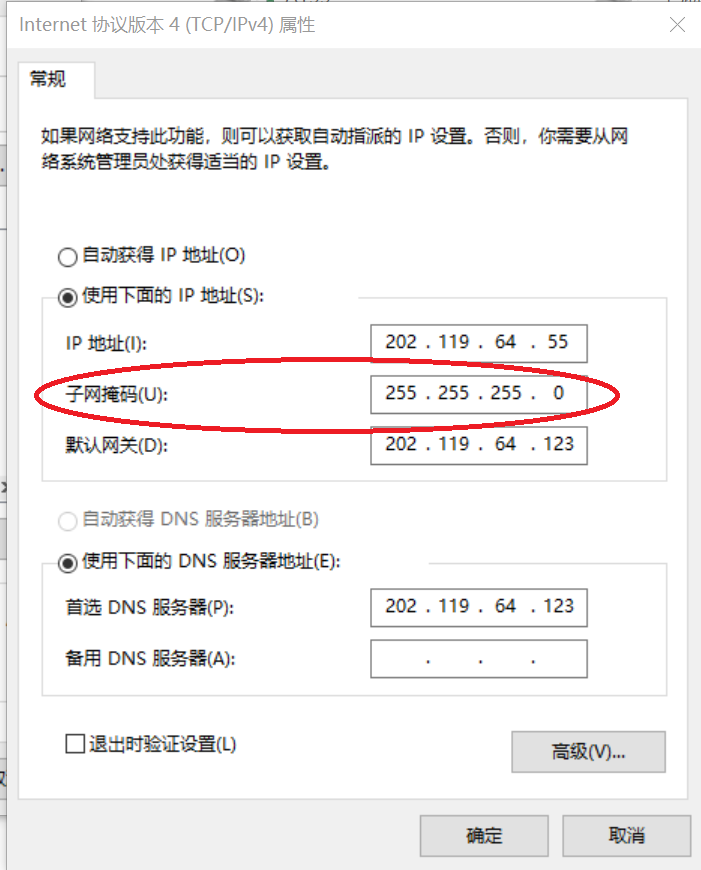 Internet 协议版本 4 (TCP/IPv4) 属性
常规
如果网络支持此功能，则可以获取自动指派的 IP 设置。否则，你需要从网
络系统管理员处获得适当的 IP 设置。
自动获得 IP 地址(O)
使用下面的 IP 地址(S):
IP 地址(I): 202 . 119 . 64 . 55
子网掩码(U): 255 . 255 . 255 . 0
默认网关(D): 202 . 119 . 64 . 123
自动获得 DNS 服务器地址(B)
使用下面的 DNS 服务器地址(E):
首选 DNS 服务器(P): 202 . 119 . 64 . 123
备用 DNS 服务器(A): . . .
退出时验证设置(L)
高级(V)...
确定 取消